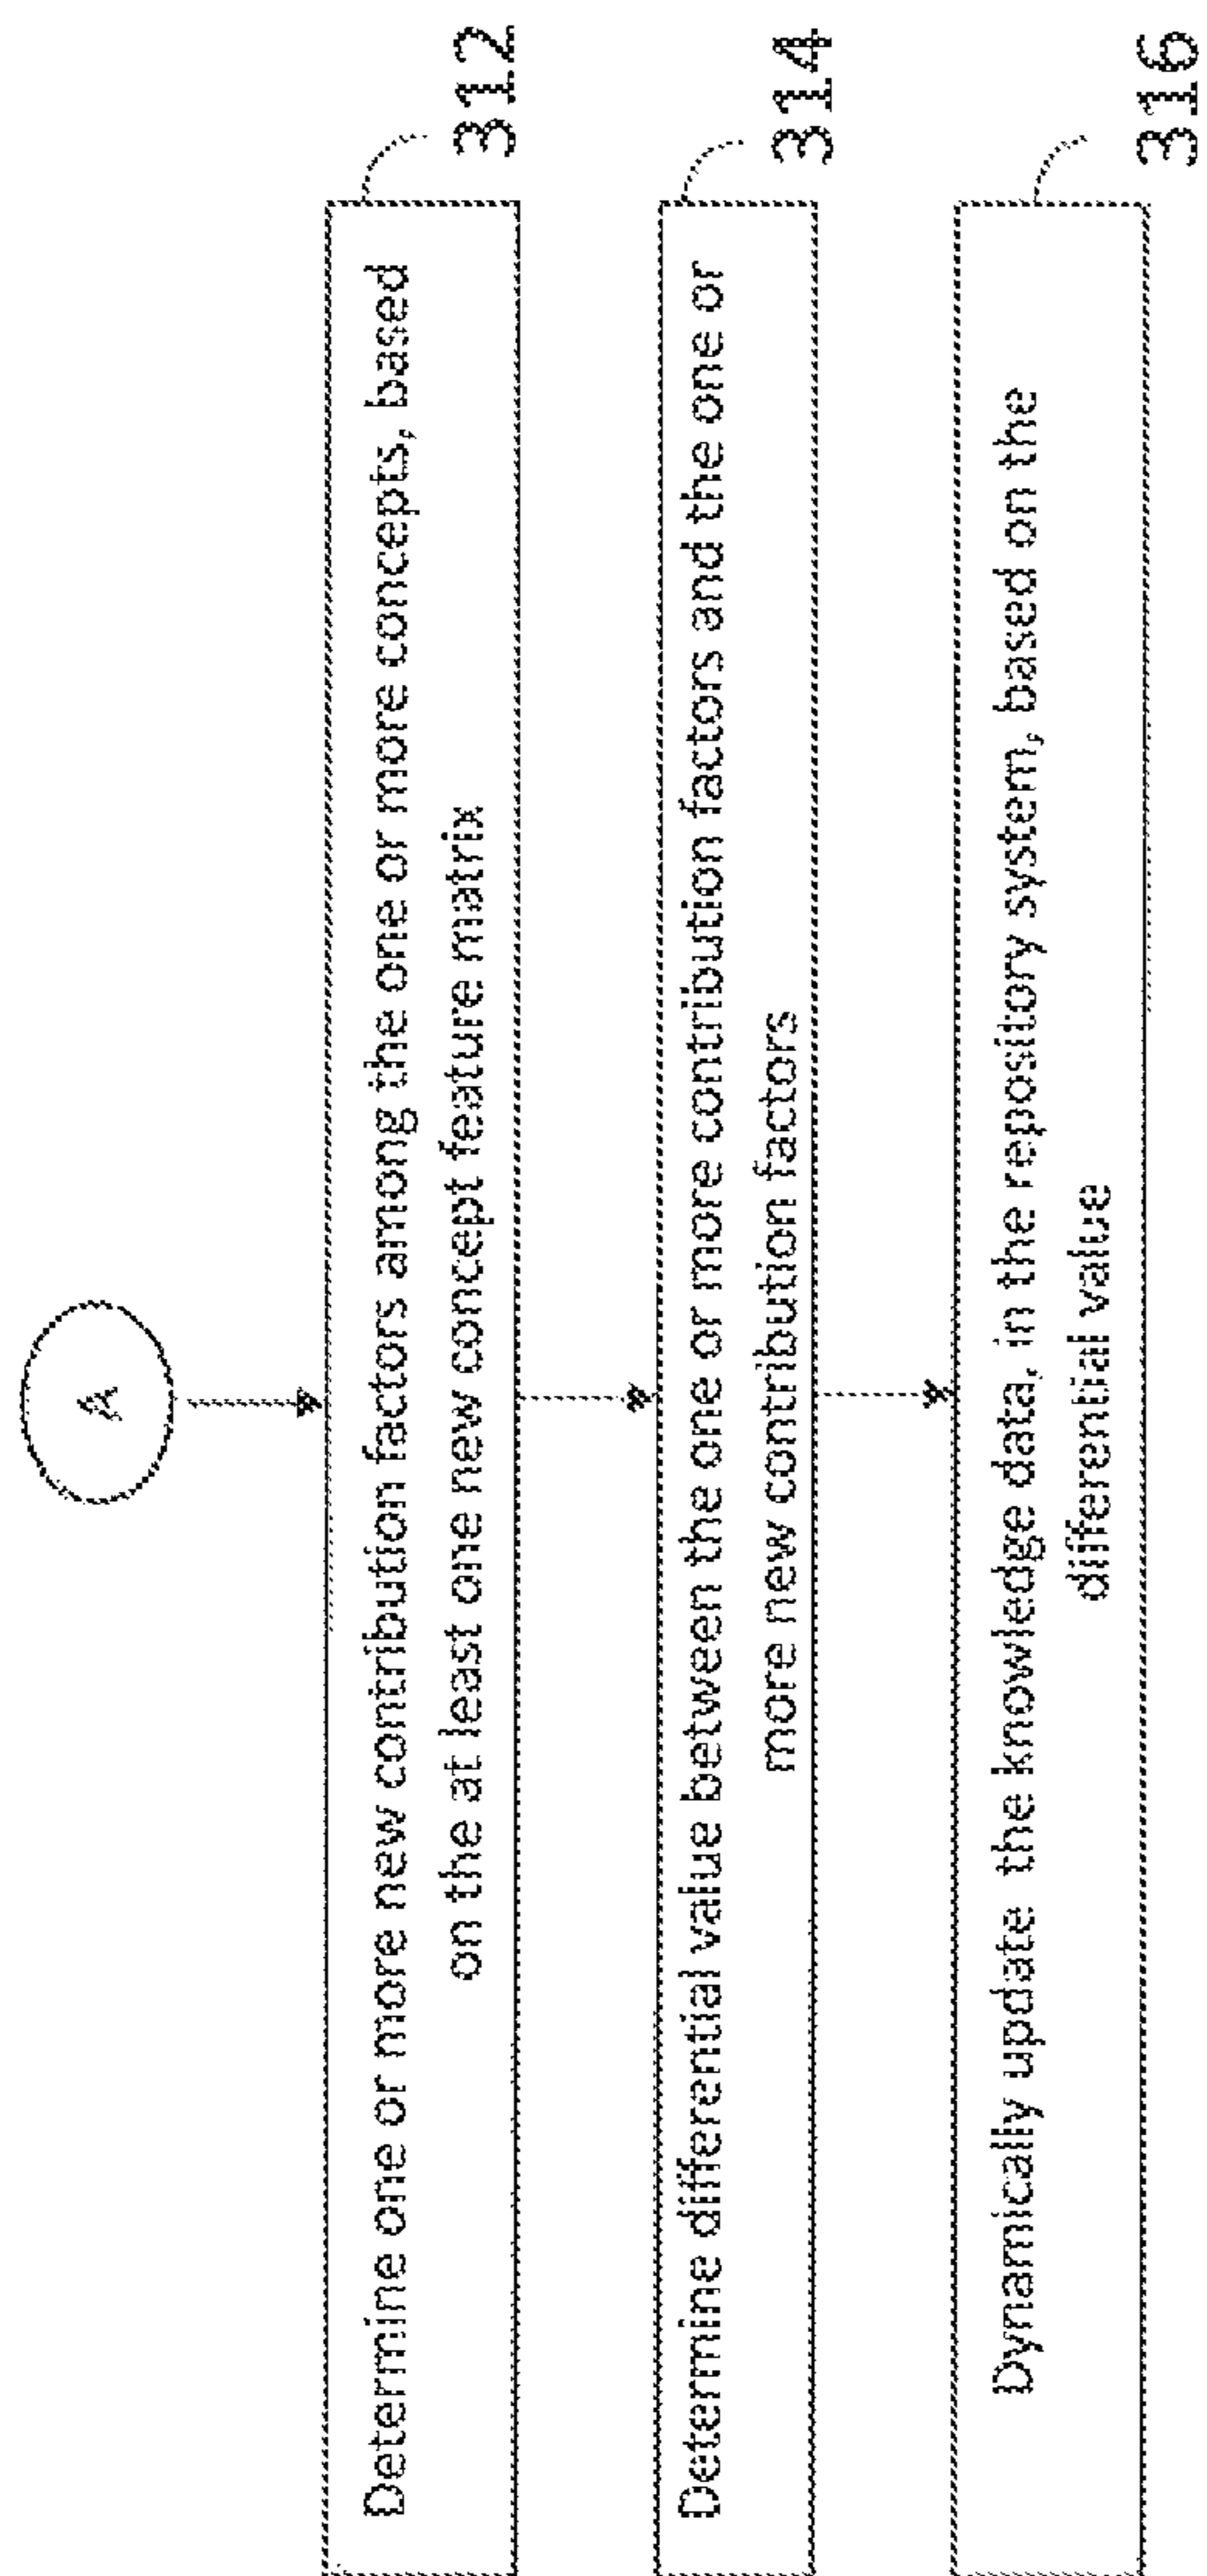 A
Determine one or more new contribution factors among the one or more concepts, based
on the at least one new concept feature matrix
312
Determine differential value between the one or more contribution factors and the one or
more new contribution factors
314
Dynamically update the knowledge data, in the repository system, based on the
differential value
316